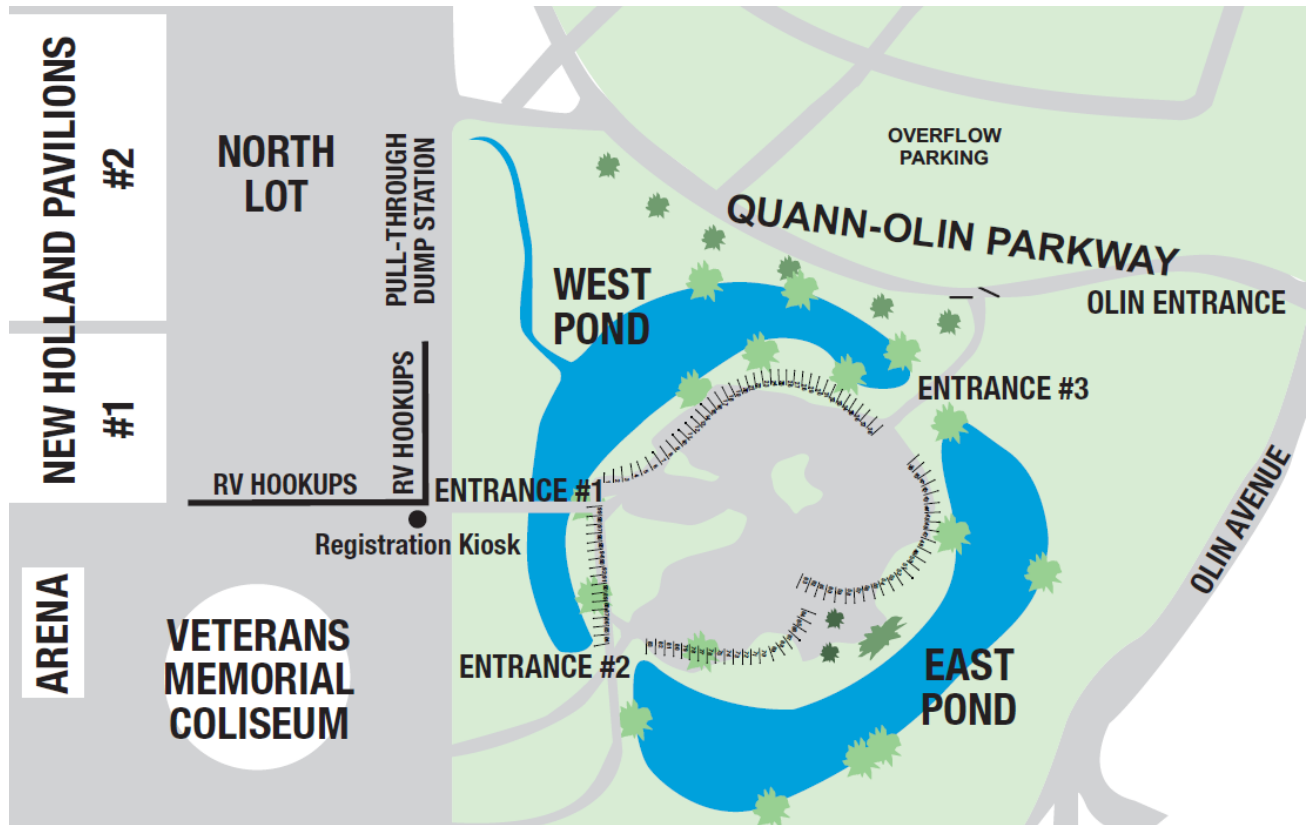 NEW HOLLAND PAVILIONS
#2
#1
NORTH
LOT
PULL-THROUGH
DUMP STATION
OVERFLOW
PARKING
QUANN-OLIN PARKWAY
OLIN ENTRANCE
WEST
POND
ENTRANCE #3
RV HOOKUPS
RV HOOKUPS
ENTRANCE #1
Registration Kiosk
OLIN AVENUE
ARENA
VETERANS
MEMORIAL
COLISEUM
ENTRANCE #2
EAST
POND